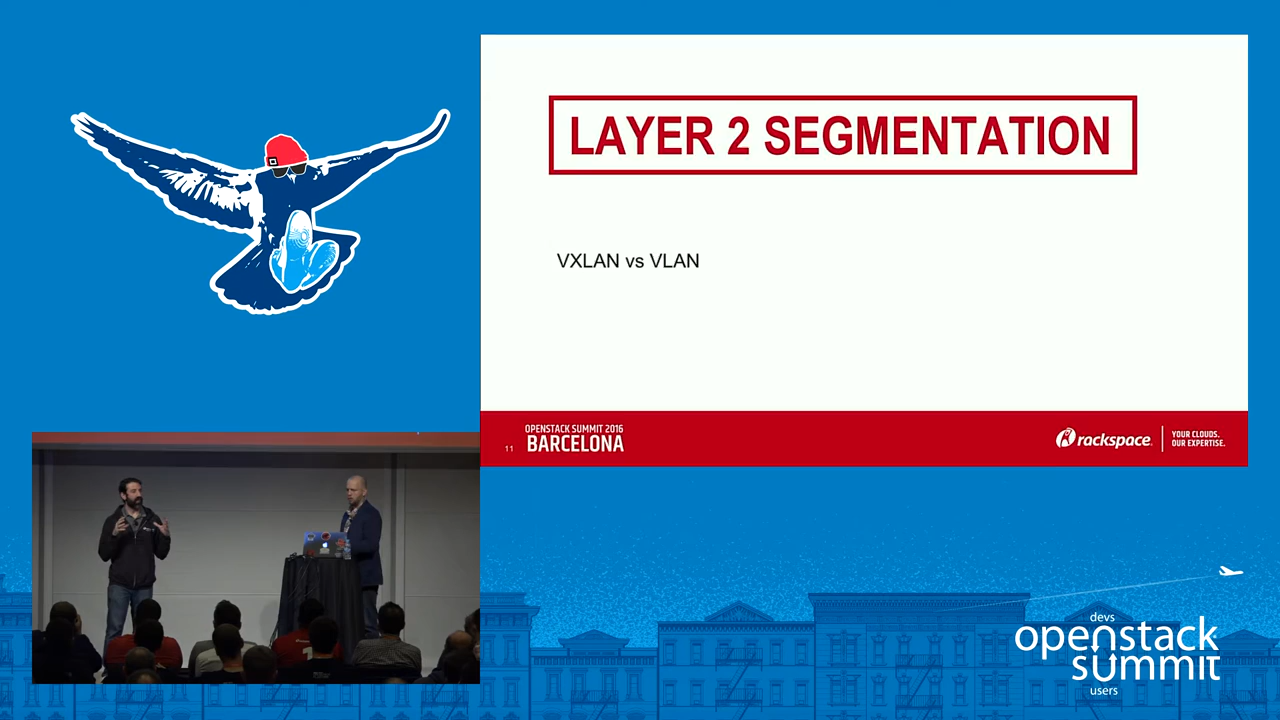 LAYER 2 SEGMENTATION
VXLAN vs VLAN
11
OPENSTACK SUMMIT 2016
BARCELONA
rackspace.
YOUR CLOUDS.
OUR EXPERTISE.
devs
openstack
summit
users